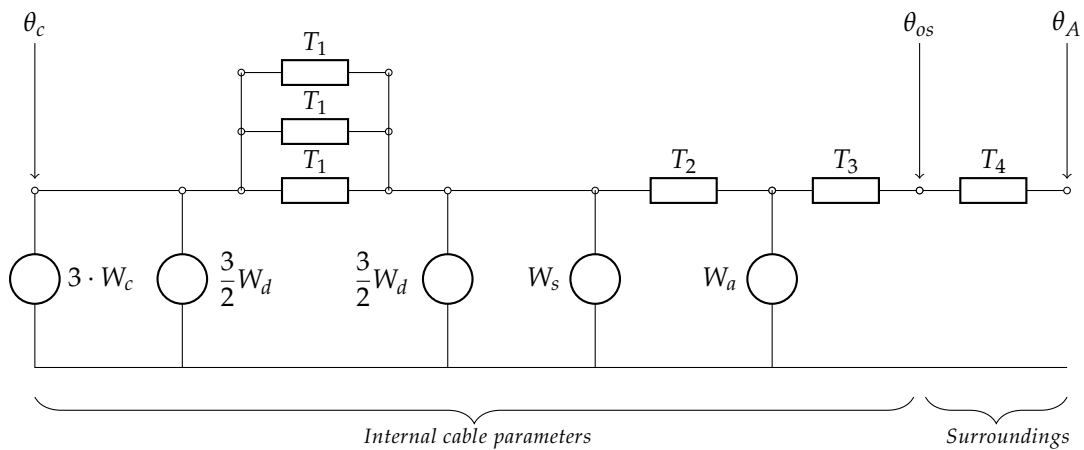 θ_c θ_os θ_A
T_1
T_1
T_1
T_2 T_3 T_4
3 · W_c 3/2 W_d 3/2 W_d W_s W_a
Internal cable parameters Surroundings